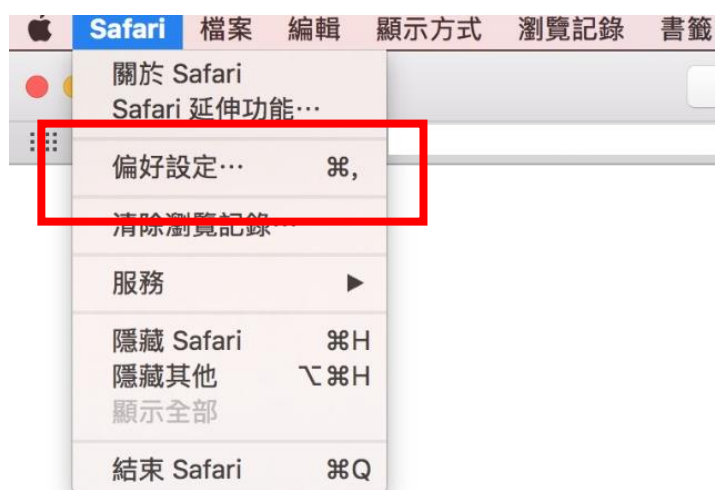 Safari 檔案 編輯 顯示方式 瀏覽記錄 書籤
關於 Safari
Safari 延伸功能⋯
偏好設定⋯ ⌘,
清除瀏覽記錄⋯
服務 ▶
隱藏 Safari ⌘H
隱藏其他 ⌥⌘H
顯示全部
結束 Safari ⌘Q